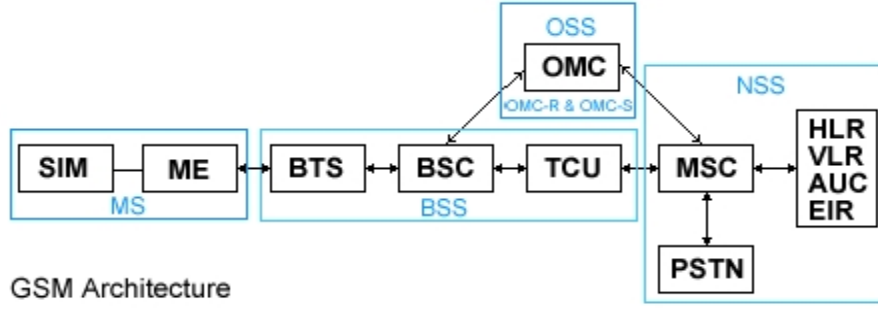 OSS
OMC
OMC-R & OMC-S
NSS
HLR
VLR
AUC
EIR
SIM
ME
BTS
BSC
TCU
MSC
MS
BSS
PSTN
GSM Architecture